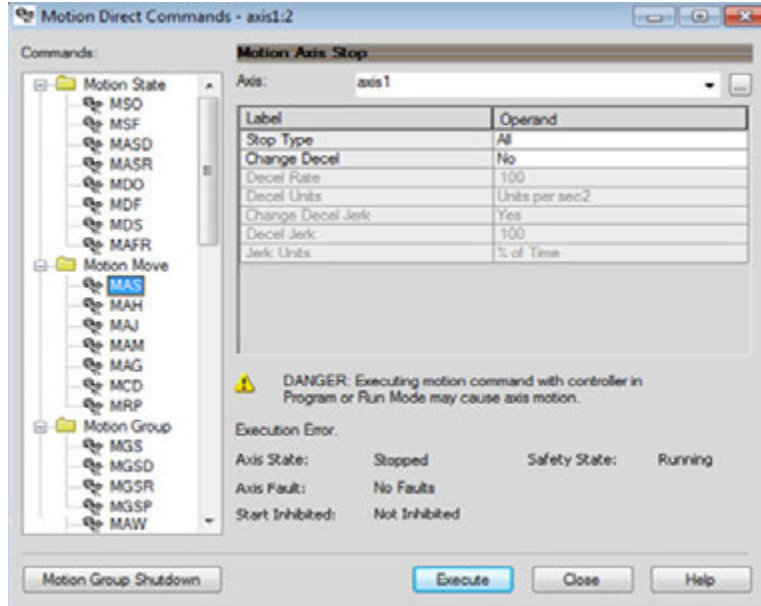 Motion Direct Commands - axis1:2
Commands:
Motion State
MSO
MSF
MASD
MASR
MDO
MDF
MDS
MAFR
Motion Move
MAS
MAH
MAJ
MAM
MAG
MCD
MRP
Motion Group
MGS
MGSD
MGSR
MGSP
MAW
Motion Axis Stop
Axis: axis1 ...
Label Operand
Stop Type All
Change Decel No
Decel Rate 100
Decel Units Units per sec2
Change Decel Jerk Yes
Decel Jerk 100
Jerk Units % of Time
DANGER: Executing motion command with controller in
Program or Run Mode may cause axis motion.
Execution Error.
Axis State: Stopped Safety State: Running
Axis Fault: No Faults
Start Inhibited: Not Inhibited
Motion Group Shutdown Execute Close Help